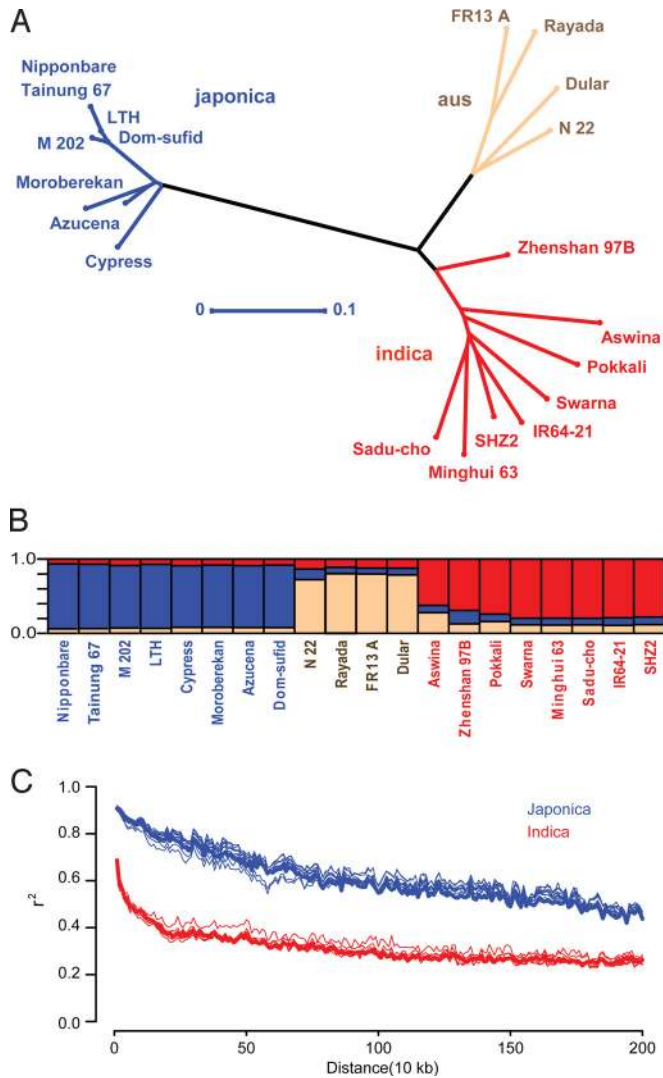 A
FR13 A
Rayada
Nipponbare
Tainung 67
japonica
LTH
aus
Dular
M 202
Dom-sufid
N 22
Moroberekan
Azucena
Cypress
Zhenshan 97B
0
0.1
Aswina
indica
Pokkali
Swarna
IR64-21
SHZ2
Sadu-cho
Minghui 63
B
1.0
0.0
Nipponbare
Tainung 67
M 202
LTH
Cypress
Moroberekan
Azucena
Dom-sufid
N 22
Rayada
FR13 A
Dular
Aswina
Zhenshan 97B
Pokkali
Swarna
Minghui 63
Sadu-cho
IR64-21
SHZ2
C
1.0
0.8
0.6
0.4
0.2
0.0
r²
Japonica
Indica
0
50
100
150
200
Distance(10 kb)